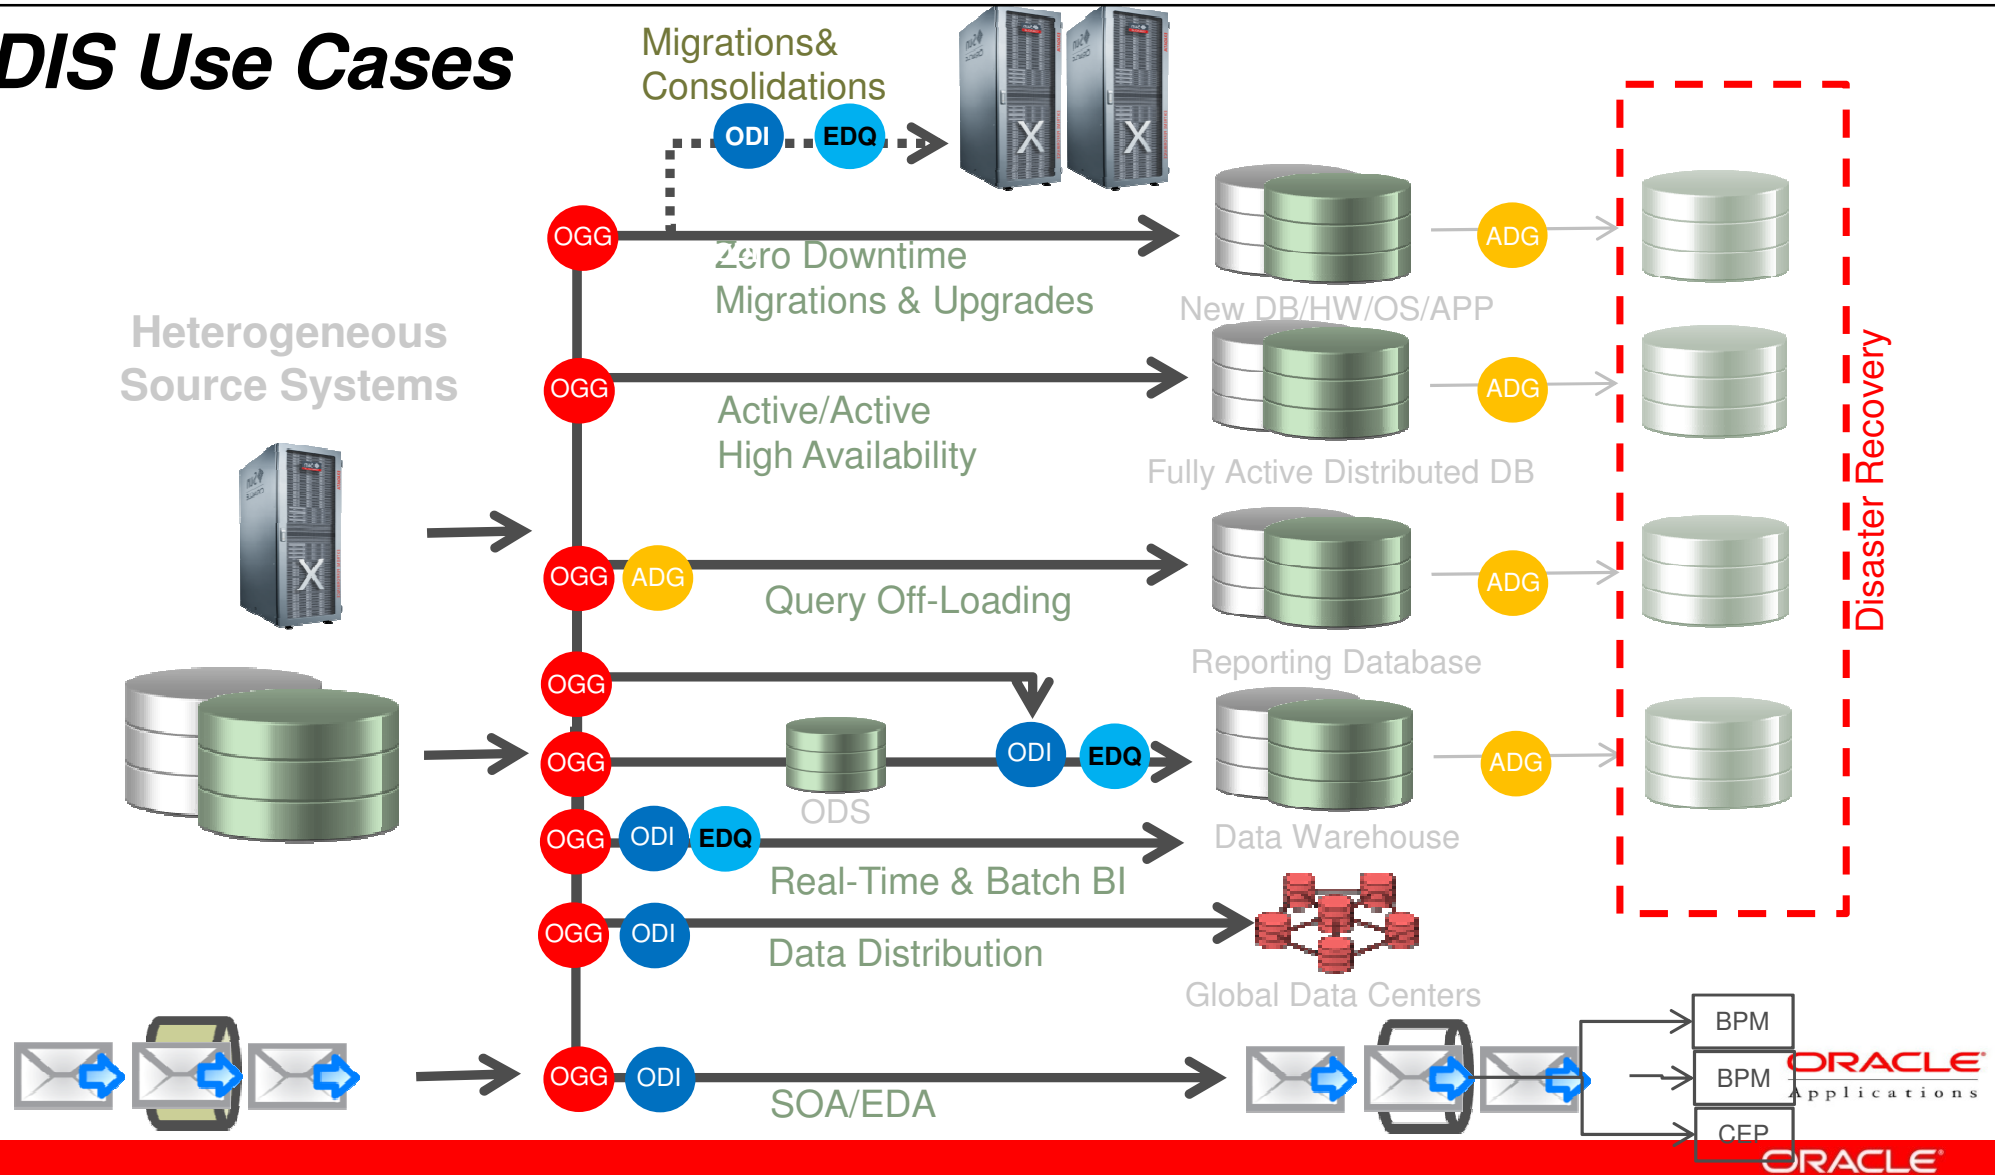 DIS Use Cases
Migrations&
Consolidations
ODI
EDQ
X
X
OGG
Zero Downtime
Migrations & Upgrades
New DB/HW/OS/APP
ADG
Heterogeneous
Source Systems
OGG
Active/Active
High Availability
Fully Active Distributed DB
ADG
X
OGG
ADG
Query Off-Loading
Reporting Database
ADG
Disaster Recovery
OGG
OGG
ODS
ODI
EDQ
Data Warehouse
ADG
OGG
ODI
EDQ
Real-Time & Batch BI
OGG
ODI
Data Distribution
Global Data Centers
OGG
ODI
SOA/EDA
BPM
BPM
CEP
ORACLE
Applications
ORACLE